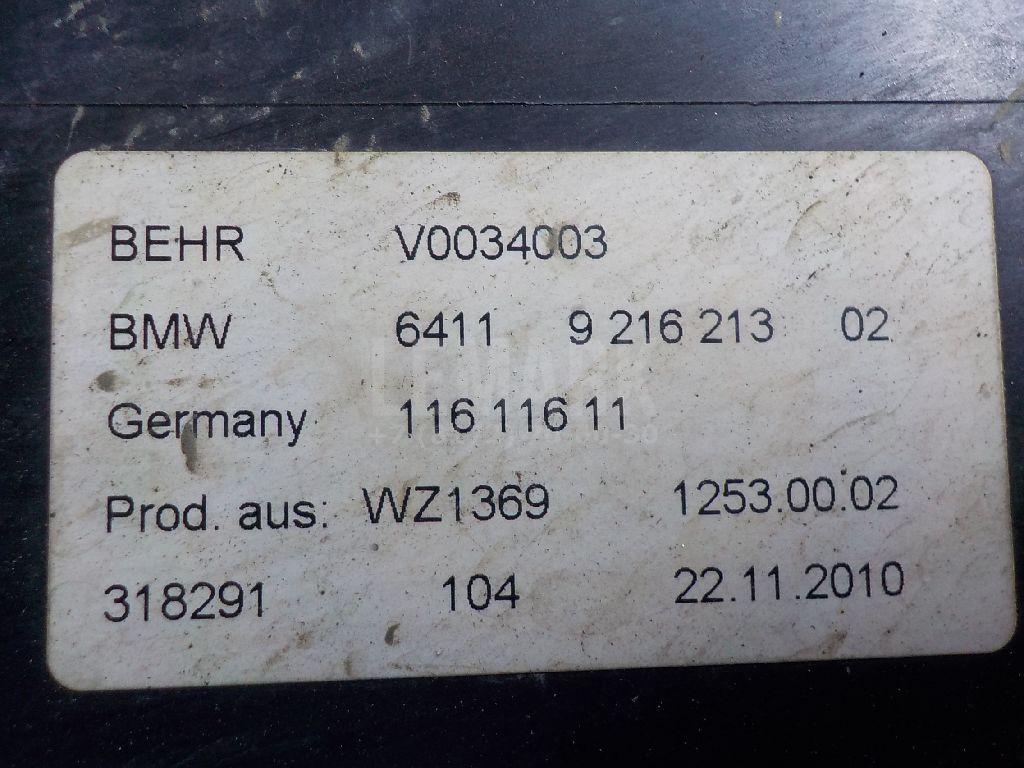 BEHR V0034003
BMW 6411 9 216 213 02
Germany 116 116 11
Prod. aus: WZ1369 1253.00.02
318291 104 22.11.2010
LEMARK